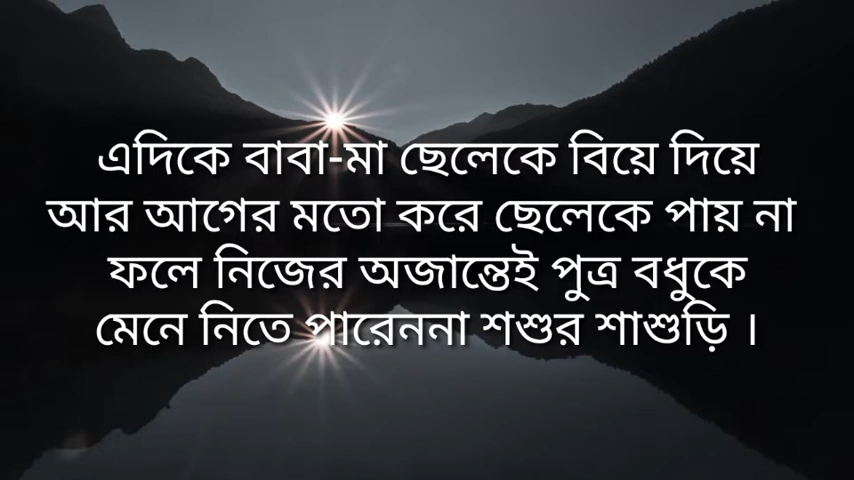 এদিকে বাবা-মা ছেলেকে বিয়ে দিয়ে
আর আগের মতো করে ছেলেকে পায় না
ফলে নিজের অজান্তেই পুত্র বধুকে
মেনে নিতে পারেননা শশুর শাশুড়ি ।